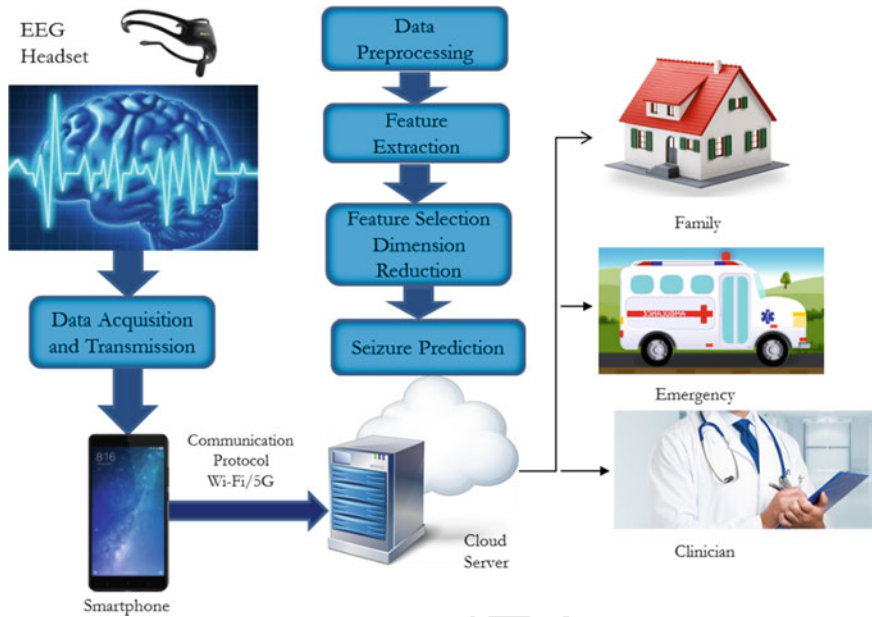 EEG
Headset
Data Acquisition
and Transmission
8:16
Smartphone
Communication
Protocol
Wi-Fi/5G
Data
Preprocessing
Feature
Extraction
Feature Selection
Dimension
Reduction
Seizure Prediction
Cloud
Server
Family
AMBULANCE
Emergency
Clinician